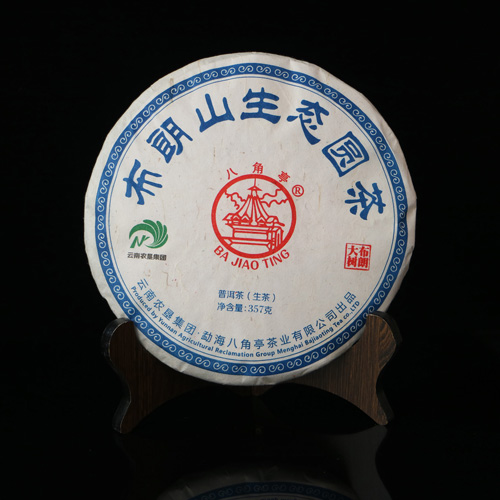 布朗山生态圆茶
八角亭®
BA JIAO TING
云南农垦集团
布朗
大树
普洱茶（生茶）
净含量:357克
云南农垦集团·勐海八角亭茶业有限公司出品
Produced by Yunnan Agricultural Reclamation Group Menghai Bajiaoting Tea co.,Ltd